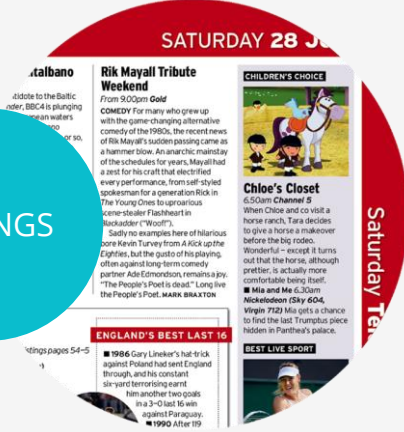 SATURDAY 28
Rik Mayall Tribute
Weekend
From 9.00pm Gold
COMEDY For many who grew up
with the game-changing alternative
comedy of the 1980s, the recent news
of Rik Mayall's sudden passing came as
a hammer blow. An anarchic mainstay
of the schedules for years, Mayall had
a zest for his craft that electrified
every performance, from self-styled
spokesman for a generation Rick in
The Young Ones to uproarious
scene-stealer Flashheart in
Blackadder ("Woof!").
Sadly no examples here of hilarious
bore Kevin Turvey from A Kick up the
Eighties, but the gusto of his playing,
often against long-term comedy
partner Ade Edmondson, remains a joy.
"The People's Poet is dead." Long live
the People's Poet. MARK BRAXTON
to the Baltic
BBC4 is plunging
waters
or so,
NGS
pages 54-5
ENGLAND'S BEST LAST 16
■ 1986 Gary Lineker's hat-trick
against Poland had sent England
through, and his constant
six-yard terrorising earnt
him another two goals
in a 3-0 last 16 win
against Paraguay.
■ 1990 After 119
CHILDREN'S CHOICE
Chloe's Closet
6.50am Channel 5
When Chloe and co visit a
horse ranch, Tara decides
to give a horse a makeover
before the big rodeo.
Wonderful – except it turns
out that the horse, although
prettier, is actually more
comfortable being itself.
■ Mia and Me 6.30am
Nickelodeon (Sky 604,
Virgin 712) Mia gets a chance
to find the last Trumptus piece
hidden in Panthea's palace.
BEST LIVE SPORT
Saturday